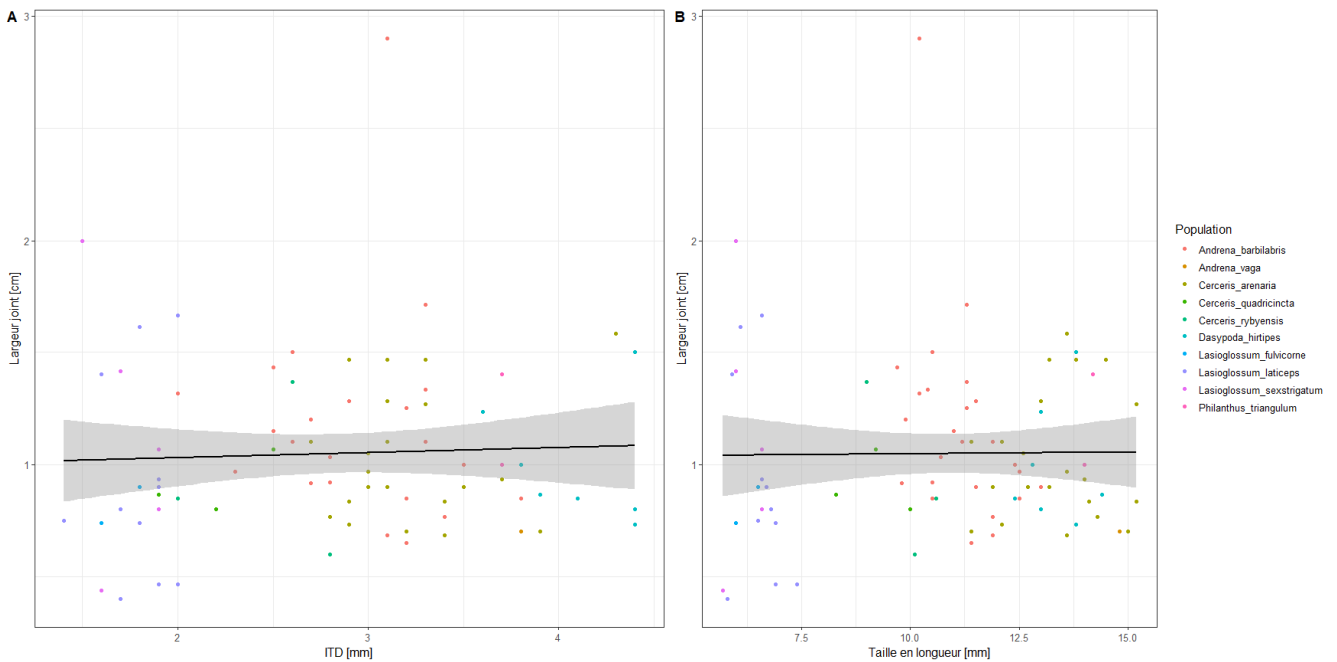 A
3
2
1
2
3
4
Largeur joint [cm]
ITD [mm]
B
3
2
1
7.5
10.0
12.5
15.0
Largeur joint [cm]
Taille en longueur [mm]
Population
Andrena_barbilabris
Andrena_vaga
Cerceris_arenaria
Cerceris_quadricincta
Cerceris_rybyensis
Dasypoda_hirtipes
Lasioglossum_fulvicorne
Lasioglossum_laticeps
Lasioglossum_sexstrigatum
Philanthus_triangulum